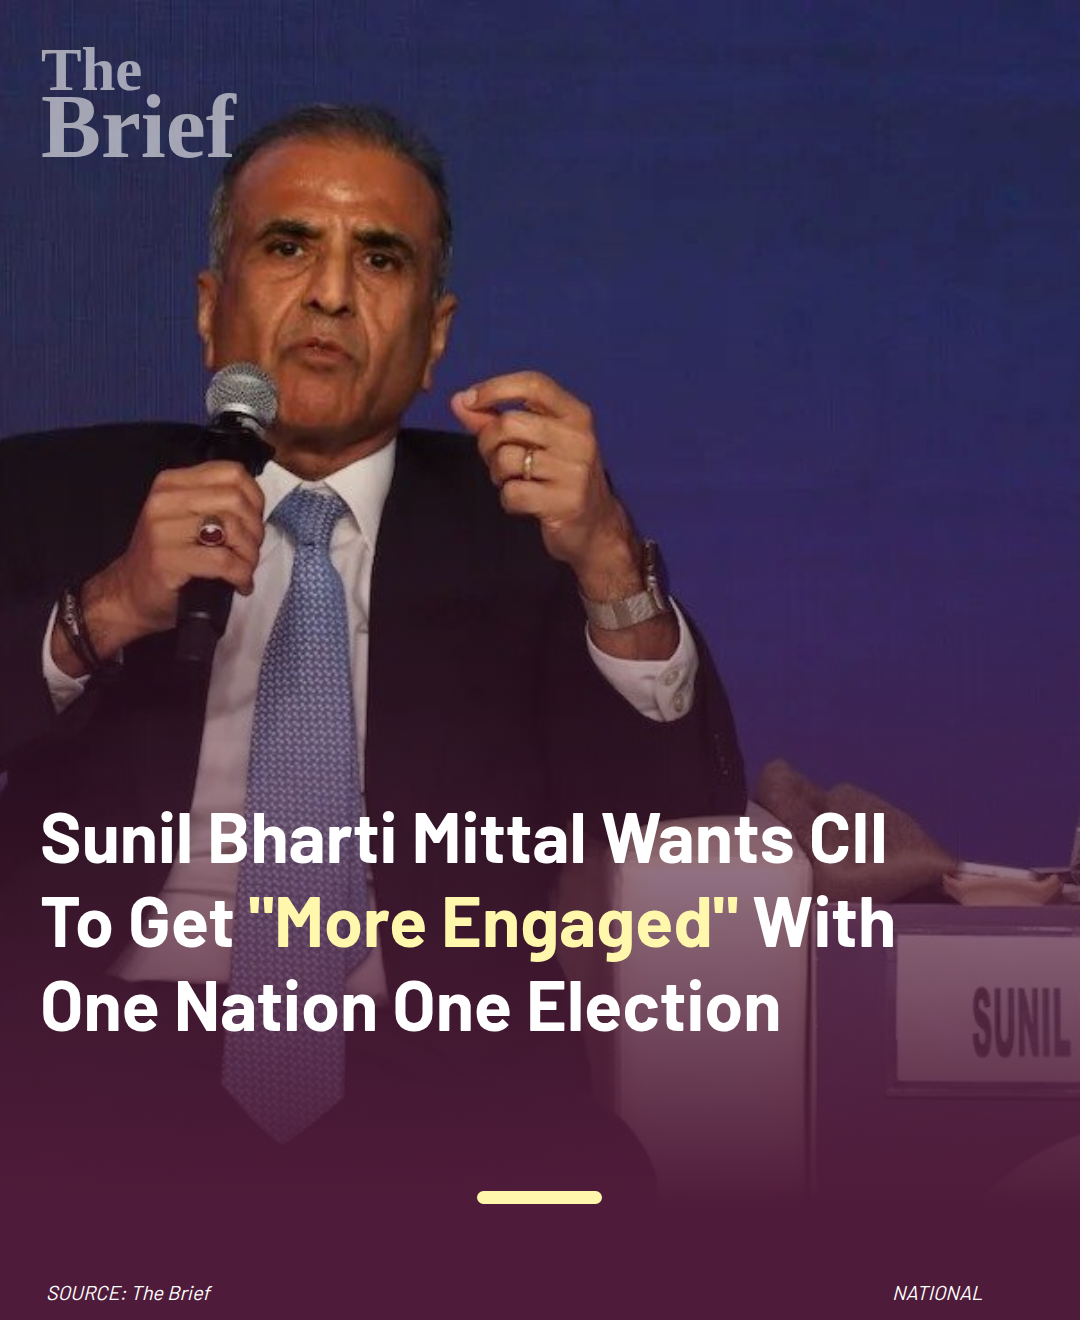 The
Brief
Sunil Bharti Mittal Wants CII
To Get "More Engaged" With
One Nation One Election
SUNIL
SOURCE: The Brief
NATIONAL